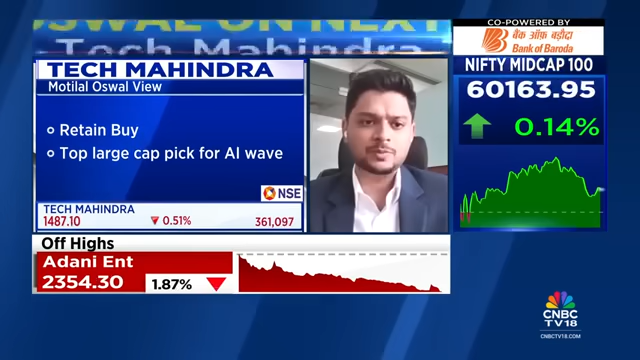 OSWAL ON NEXT
Tech Mahindra
TECH MAHINDRA
Motilal Oswal View
Retain Buy
Top large cap pick for AI wave
NSE
TECH MAHINDRA
1487.10
0.51%
361,097
Off Highs
Adani Ent
2354.30
1.87%
CO-POWERED BY
बैंक ऑफ़ बड़ौदा
Bank of Baroda
NIFTY MIDCAP 100
60163.95
0.14%
CNBC
TV18
CNBCTV18.COM